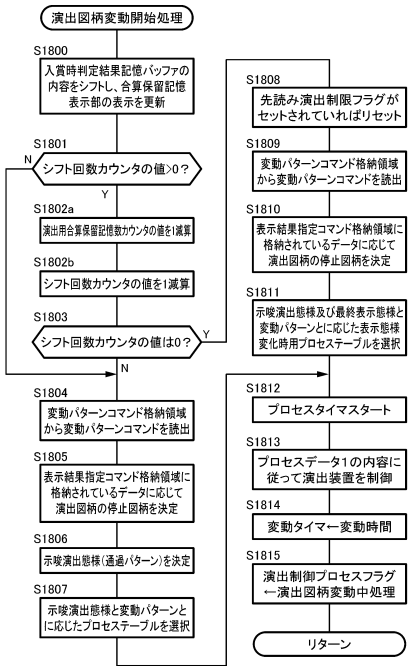 演出図柄変動開始処理
S1800
入賞時判定結果記憶バッファの
内容をシフトし、合算保留記憶
表示部の表示を更新
S1801
N
シフト回数カウンタの値>0?
Y
S1802a
演出用合算保留記憶数カウンタの値を1減算
S1802b
シフト回数カウンタの値を1減算
S1803
Y
シフト回数カウンタの値は0?
N
S1804
変動パターンコマンド格納領域
から変動パターンコマンドを読出
S1805
表示結果指定コマンド格納領域に
格納されているデータに応じて
演出図柄の停止図柄を決定
S1806
示唆演出態様(通過パターン)を決定
S1807
示唆演出態様と変動パターンと
に応じたプロセステーブルを選択
S1808
先読み演出制限フラグが
セットされていればリセット
S1809
変動パターンコマンド格納領域
から変動パターンコマンドを読出
S1810
表示結果指定コマンド格納領域に
格納されているデータに応じて
演出図柄の停止図柄を決定
S1811
示唆演出態様及び最終表示態様と
変動パターンとに応じた表示態様
変化時用プロセステーブルを選択
S1812
プロセスタイマスタート
S1813
プロセスデータ1の内容に
従って演出装置を制御
S1814
変動タイマ←変動時間
S1815
演出制御プロセスフラグ
←演出図柄変動中処理
リターン